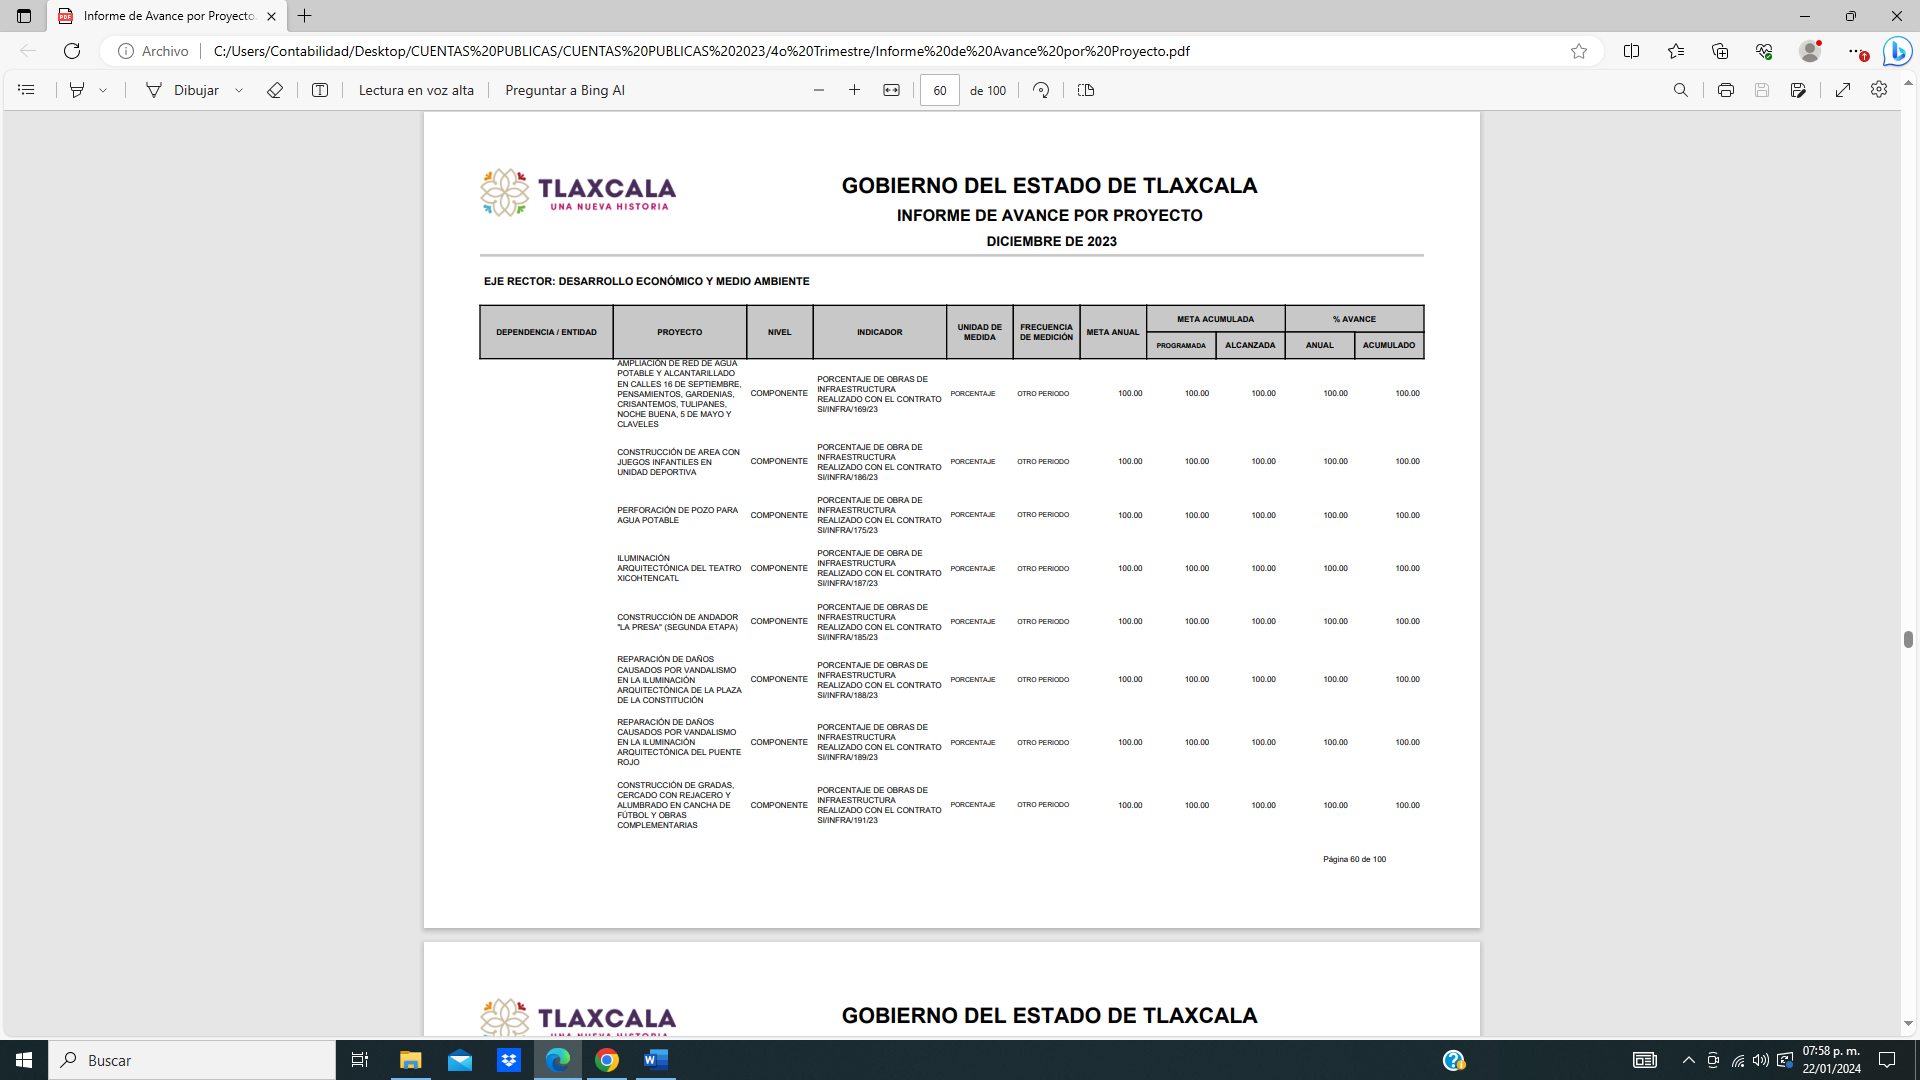 Informe de Avance por Proyecto.
Archivo
C:/Users/Contabilidad/Desktop/CUENTAS%20PUBLICAS/CUENTAS%20PUBLICAS%202023/4o%20Trimestre/Informe%20de%20Avance%20por%20Proyecto.pdf
Dibujar
Lectura en voz alta
Preguntar a Bing AI
60
de 100
TLAXCALA
UNA NUEVA HISTORIA
GOBIERNO DEL ESTADO DE TLAXCALA
INFORME DE AVANCE POR PROYECTO
DICIEMBRE DE 2023
EJE RECTOR: DESARROLLO ECONÓMICO Y MEDIO AMBIENTE
DEPENDENCIA / ENTIDAD
PROYECTO
NIVEL
INDICADOR
UNIDAD DE
MEDIDA
FRECUENCIA
DE MEDICIÓN
META ANUAL
META ACUMULADA
PROGRAMADA
ALCANZADA
% AVANCE
ANUAL
ACUMULADO
AMPLIACIÓN DE RED DE AGUA
POTABLE Y ALCANTARILLADO
EN CALLES 16 DE SEPTIEMBRE,
PENSAMIENTOS, GARDENIAS,
CRISANTEMOS, TULIPANES,
NOCHE BUENA, 5 DE MAYO Y
CLAVELES
COMPONENTE
PORCENTAJE DE OBRAS DE
INFRAESTRUCTURA
REALIZADO CON EL CONTRATO
SI/INFRA/169/23
PORCENTAJE
OTRO PERIODO
100.00
100.00
100.00
100.00
100.00
CONSTRUCCIÓN DE AREA CON
JUEGOS INFANTILES EN
UNIDAD DEPORTIVA
COMPONENTE
PORCENTAJE DE OBRA DE
INFRAESTRUCTURA
REALIZADO CON EL CONTRATO
SI/INFRA/186/23
PORCENTAJE
OTRO PERIODO
100.00
100.00
100.00
100.00
100.00
PERFORACIÓN DE POZO PARA
AGUA POTABLE
COMPONENTE
PORCENTAJE DE OBRA DE
INFRAESTRUCTURA
REALIZADO CON EL CONTRATO
SI/INFRA/175/23
PORCENTAJE
OTRO PERIODO
100.00
100.00
100.00
100.00
100.00
ILUMINACIÓN
ARQUITECTÓNICA DEL TEATRO
XICOHTENCATL
COMPONENTE
PORCENTAJE DE OBRA DE
INFRAESTRUCTURA
REALIZADO CON EL CONTRATO
SI/INFRA/187/23
PORCENTAJE
OTRO PERIODO
100.00
100.00
100.00
100.00
100.00
CONSTRUCCIÓN DE ANDADOR
"LA PRESA" (SEGUNDA ETAPA)
COMPONENTE
PORCENTAJE DE OBRAS DE
INFRAESTRUCTURA
REALIZADO CON EL CONTRATO
SI/INFRA/185/23
PORCENTAJE
OTRO PERIODO
100.00
100.00
100.00
100.00
100.00
REPARACIÓN DE DAÑOS
CAUSADOS POR VANDALISMO
EN LA ILUMINACIÓN
ARQUITECTÓNICA DE LA PLAZA
DE LA CONSTITUCIÓN
COMPONENTE
PORCENTAJE DE OBRAS DE
INFRAESTRUCTURA
REALIZADO CON EL CONTRATO
SI/INFRA/188/23
PORCENTAJE
OTRO PERIODO
100.00
100.00
100.00
100.00
100.00
REPARACIÓN DE DAÑOS
CAUSADOS POR VANDALISMO
EN LA ILUMINACIÓN
ARQUITECTÓNICA DEL PUENTE
ROJO
COMPONENTE
PORCENTAJE DE OBRAS DE
INFRAESTRUCTURA
REALIZADO CON EL CONTRATO
SI/INFRA/189/23
PORCENTAJE
OTRO PERIODO
100.00
100.00
100.00
100.00
100.00
CONSTRUCCIÓN DE GRADAS,
CERCADO CON REJACERO Y
ALUMBRADO EN CANCHA DE
FÚTBOL Y OBRAS
COMPLEMENTARIAS
COMPONENTE
PORCENTAJE DE OBRAS DE
INFRAESTRUCTURA
REALIZADO CON EL CONTRATO
SI/INFRA/191/23
PORCENTAJE
OTRO PERIODO
100.00
100.00
100.00
100.00
100.00
Página 60 de 100
TLAXCALA
UNA NUEVA HISTORIA
GOBIERNO DEL ESTADO DE TLAXCALA
Buscar
07:58 p. m.
22/01/2024